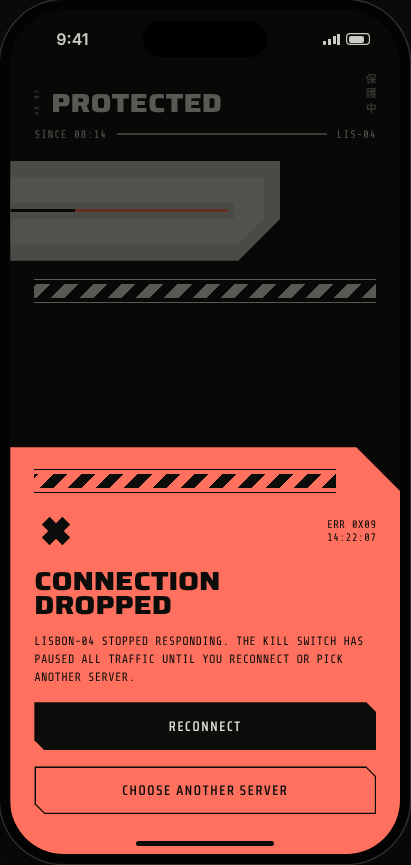 9:41
PROTECTED
保護中
SINCE 08:14
LIS-04
ERR 0X09
14:22:07
CONNECTION
DROPPED
LISBON-04 STOPPED RESPONDING. THE KILL SWITCH HAS
PAUSED ALL TRAFFIC UNTIL YOU RECONNECT OR PICK
ANOTHER SERVER.
RECONNECT
CHOOSE ANOTHER SERVER